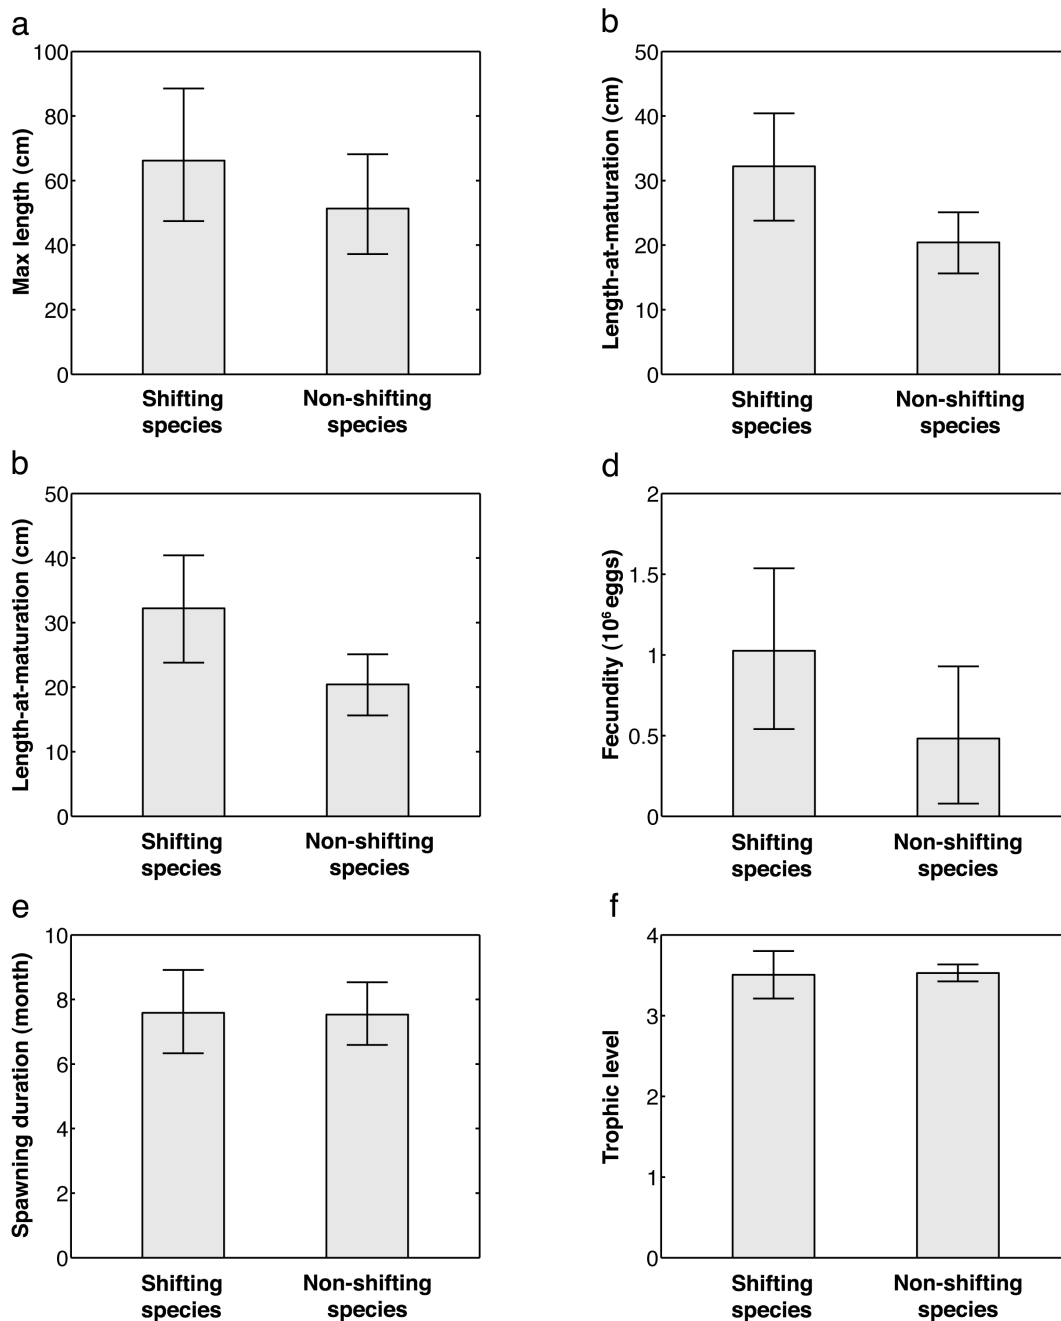 a
Max length (cm)
100
80
60
40
20
0
Shifting
species
Non-shifting
species
b
Length-at-maturation (cm)
50
40
30
20
10
0
Shifting
species
Non-shifting
species
b
Length-at-maturation (cm)
50
40
30
20
10
0
Shifting
species
Non-shifting
species
d
Fecundity (10⁶ eggs)
2
1.5
1
0.5
0
Shifting
species
Non-shifting
species
e
Spawning duration (month)
10
8
6
4
2
0
Shifting
species
Non-shifting
species
f
Trophic level
4
3
2
1
0
Shifting
species
Non-shifting
species